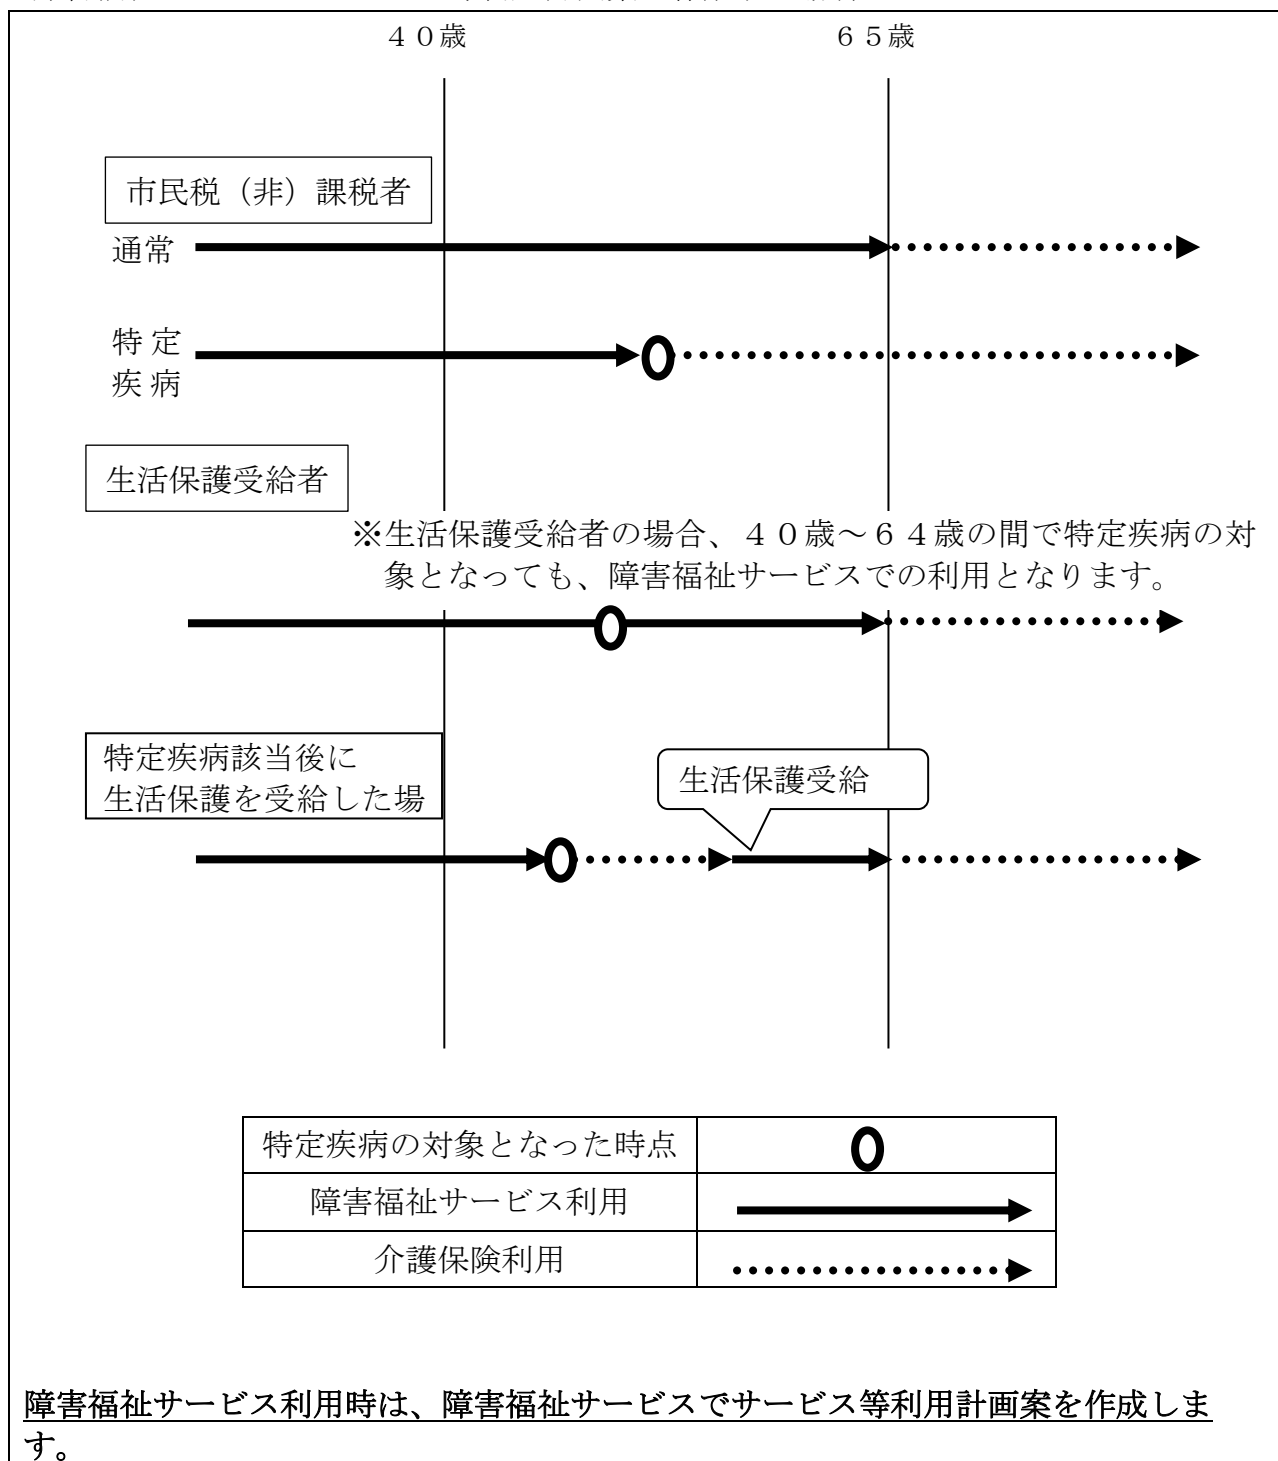 ４０歳
６５歳
市民税（非）課税者
通常
特定
疾病
生活保護受給者
※生活保護受給者の場合、４０歳～６４歳の間で特定疾病の対
象となっても、障害福祉サービスでの利用となります。
特定疾病該当後に
生活保護を受給した場
生活保護受給
特定疾病の対象となった時点
障害福祉サービス利用
介護保険利用
障害福祉サービス利用時は、障害福祉サービスでサービス等利用計画案を作成しま
す。